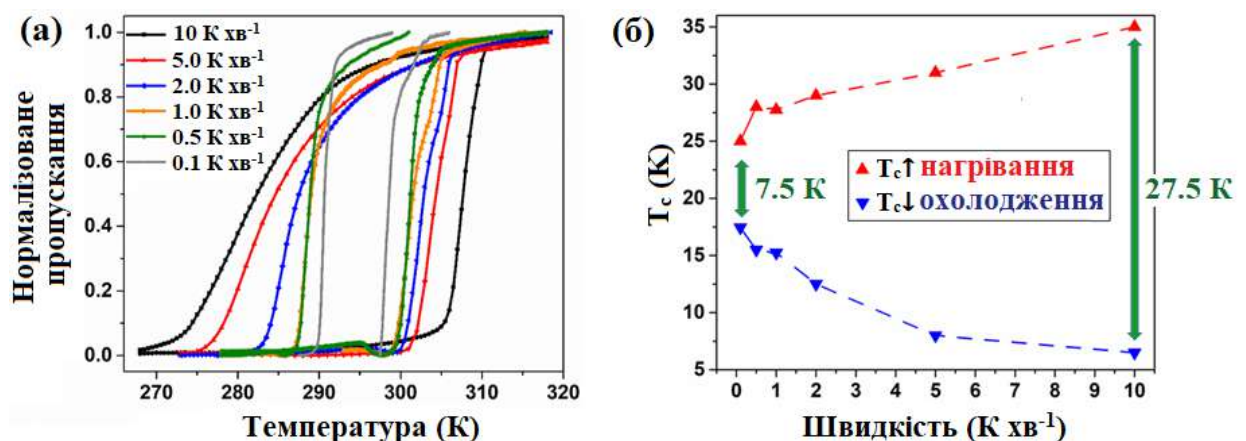 (а)
10 К хв⁻¹
5.0 К хв⁻¹
2.0 К хв⁻¹
1.0 К хв⁻¹
0.5 К хв⁻¹
0.1 К хв⁻¹
Нормалізоване
пропускання
1.0
0.8
0.6
0.4
0.2
0.0
270 280 290 300 310 320
Температура (К)
(б)
Tc (K)
35
30
25
20
15
10
5
Tc↑ нагрівання
Tc↓ охолодження
7.5 К
27.5 К
0 1 2 3 4 5 6 7 8 9 10
Швидкість (К хв⁻¹)